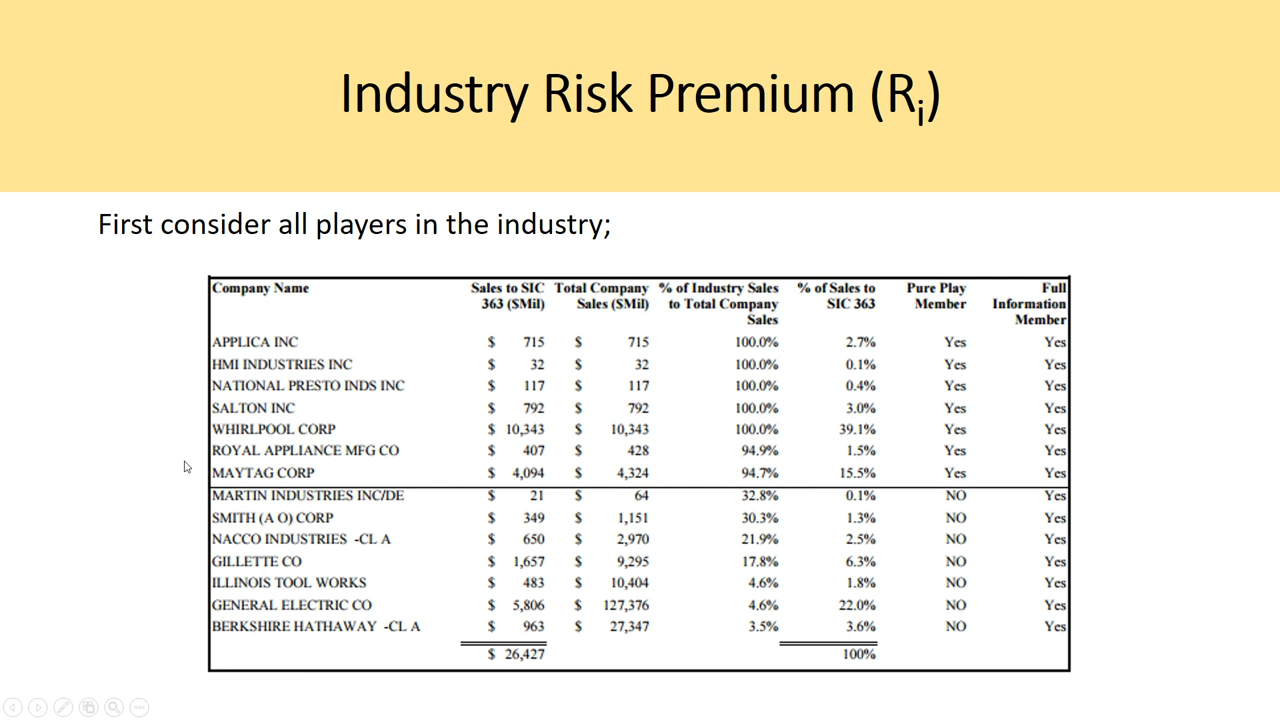 Industry Risk Premium (Ri)
First consider all players in the industry;
Company Name Sales to SIC Total Company % of Industry Sales % of Sales to Pure Play Full
363 ($Mil) Sales ($Mil) to Total Company SIC 363 Member Information
Sales Member
APPLICA INC $ 715 $ 715 100.0% 2.7% Yes Yes
HMI INDUSTRIES INC $ 32 $ 32 100.0% 0.1% Yes Yes
NATIONAL PRESTO INDS INC $ 117 $ 117 100.0% 0.4% Yes Yes
SALTON INC $ 792 $ 792 100.0% 3.0% Yes Yes
WHIRLPOOL CORP $ 10,343 $ 10,343 100.0% 39.1% Yes Yes
ROYAL APPLIANCE MFG CO $ 407 $ 428 94.9% 1.5% Yes Yes
MAYTAG CORP $ 4,094 $ 4,324 94.7% 15.5% Yes Yes
MARTIN INDUSTRIES INC/DE $ 21 $ 64 32.8% 0.1% NO Yes
SMITH (A O) CORP $ 349 $ 1,151 30.3% 1.3% NO Yes
NACCO INDUSTRIES -CL A $ 650 $ 2,970 21.9% 2.5% NO Yes
GILLETTE CO $ 1,657 $ 9,295 17.8% 6.3% NO Yes
ILLINOIS TOOL WORKS $ 483 $ 10,404 4.6% 1.8% NO Yes
GENERAL ELECTRIC CO $ 5,806 $ 127,376 4.6% 22.0% NO Yes
BERKSHIRE HATHAWAY -CL A $ 963 $ 27,347 3.5% 3.6% NO Yes
$ 26,427 100%